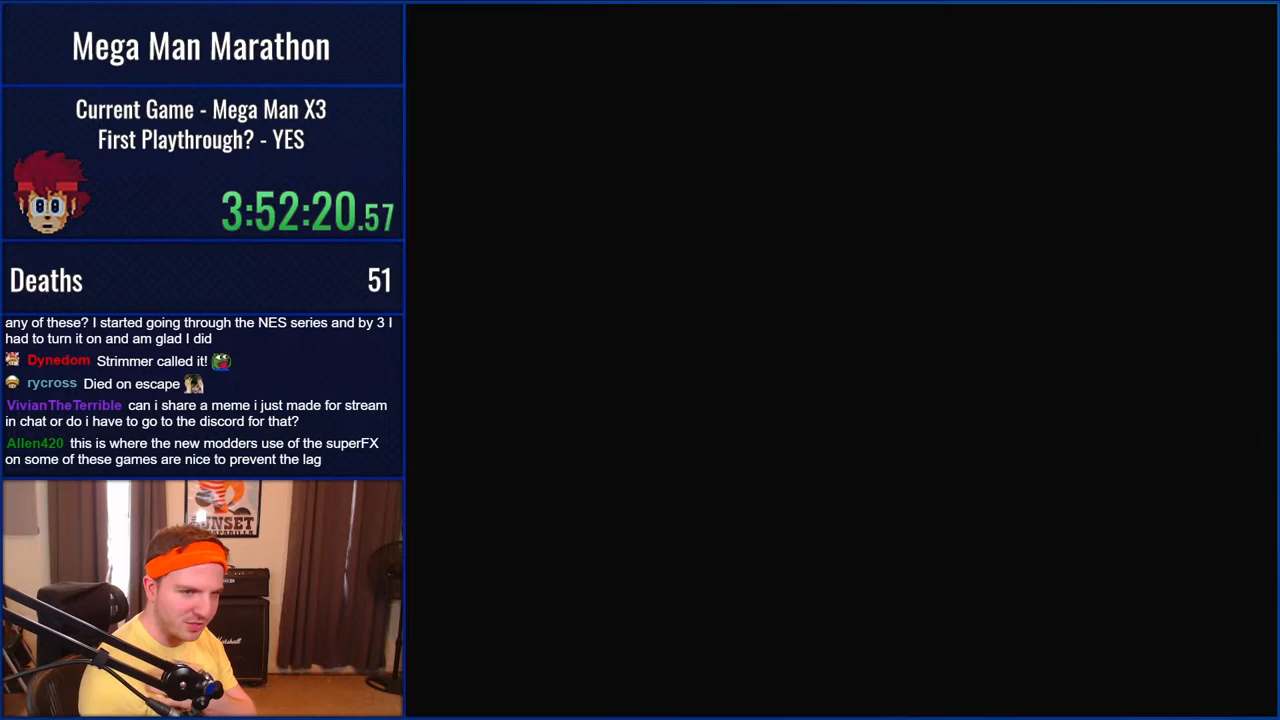 Mega Man Marathon
Current Game - Mega Man X3
First Playthrough? - YES
3:52:20.57
Deaths 51
any of these? I started going through the NES series and by 3 I
had to turn it on and am glad I did
Dynedom Strimmer called it!
rycross Died on escape
VivianTheTerrible can i share a meme i just made for stream
in chat or do i have to go to the discord for that?
Allen420 this is where the new modders use of the superFX
on some of these games are nice to prevent the lag
SUNSET
Marshall